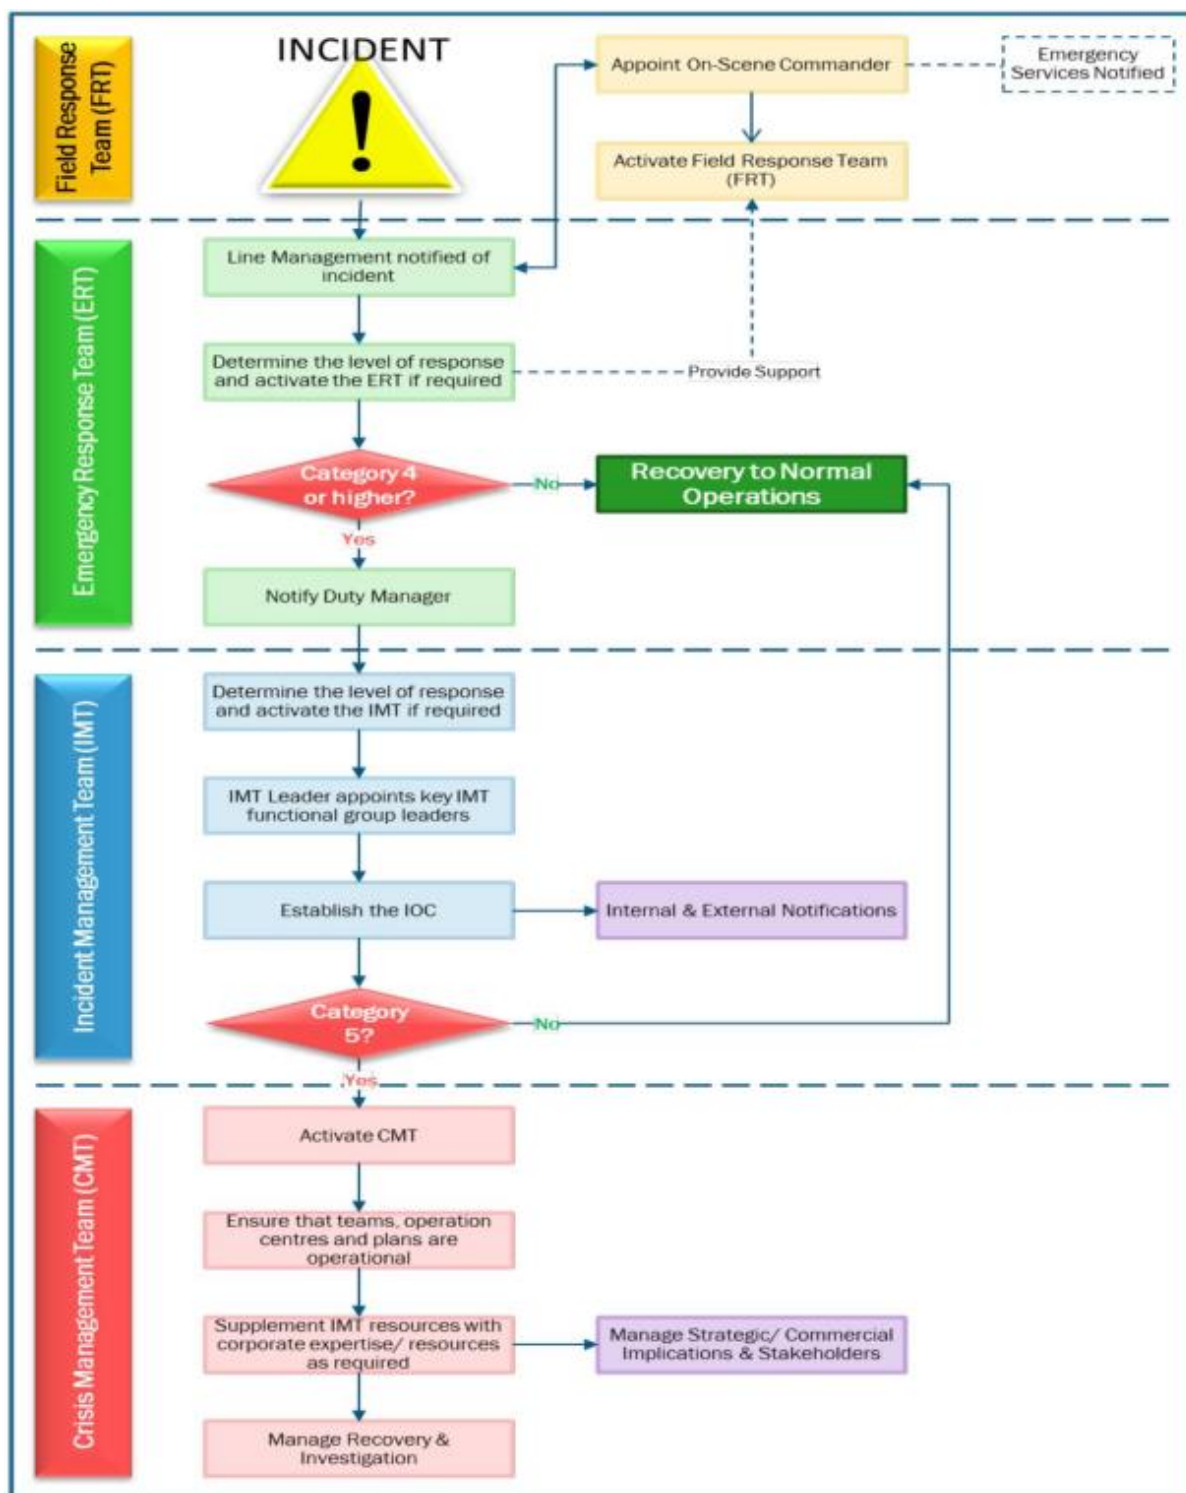 Field Response
Team (FRT)
INCIDENT
!
Appoint On-Scene Commander
Emergency
Services Notified
Activate Field Response Team
(FRT)
Emergency Response Team (ERT)
Line Management notified of
incident
Determine the level of response
and activate the ERT if required
Provide Support
Category 4
or higher?
No
Recovery to Normal
Operations
Yes
Notify Duty Manager
Incident Management Team (IMT)
Determine the level of response
and activate the IMT if required
IMT Leader appoints key IMT
functional group leaders
Establish the IOC
Internal & External Notifications
Category
5?
No
Yes
Crisis Management Team (CMT)
Activate CMT
Ensure that teams, operation
centres and plans are
operational
Supplement IMT resources with
corporate expertise/ resources
as required
Manage Strategic/ Commercial
Implications & Stakeholders
Manage Recovery &
Investigation